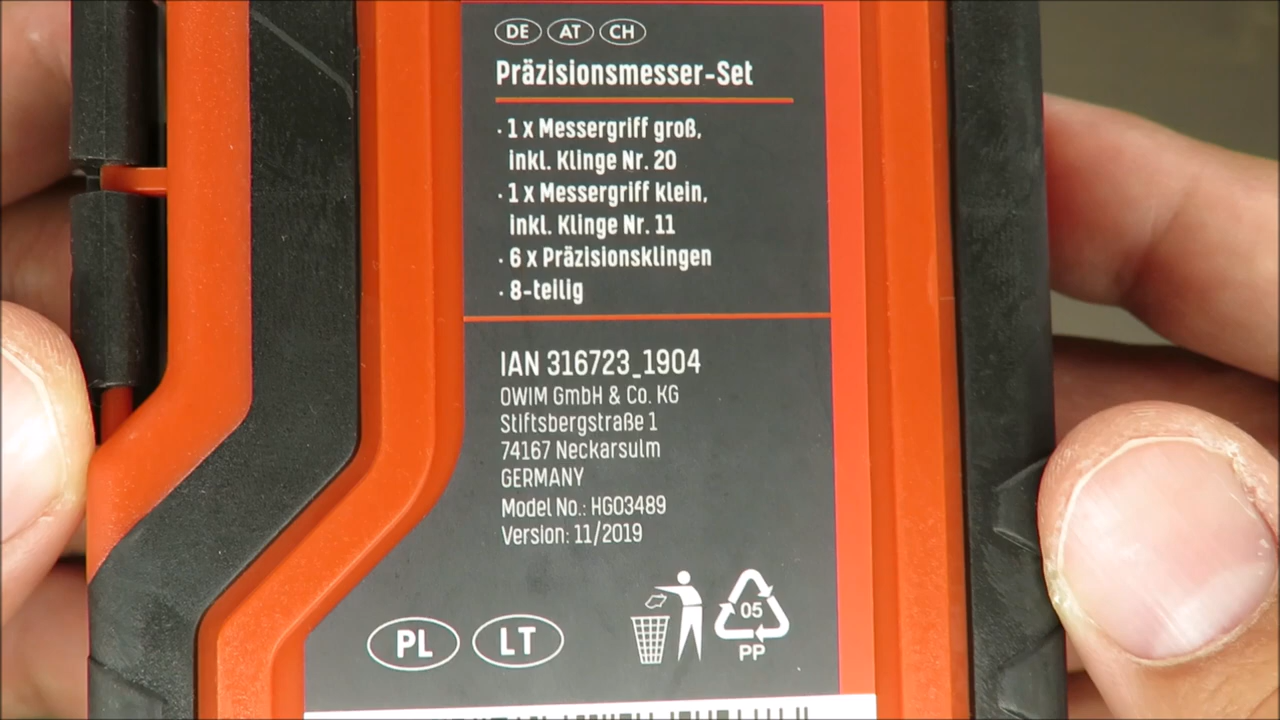 DE AT CH
Präzisionsmesser-Set
· 1 x Messergriff groß,
inkl. Klinge Nr. 20
· 1 x Messergriff klein,
inkl. Klinge Nr. 11
· 6 x Präzisionsklingen
· 8-teilig
IAN 316723_1904
OWIM GmbH & Co. KG
Stiftsbergstraße 1
74167 Neckarsulm
GERMANY
Model No.: HG03489
Version: 11/2019
PL LT
05
PP